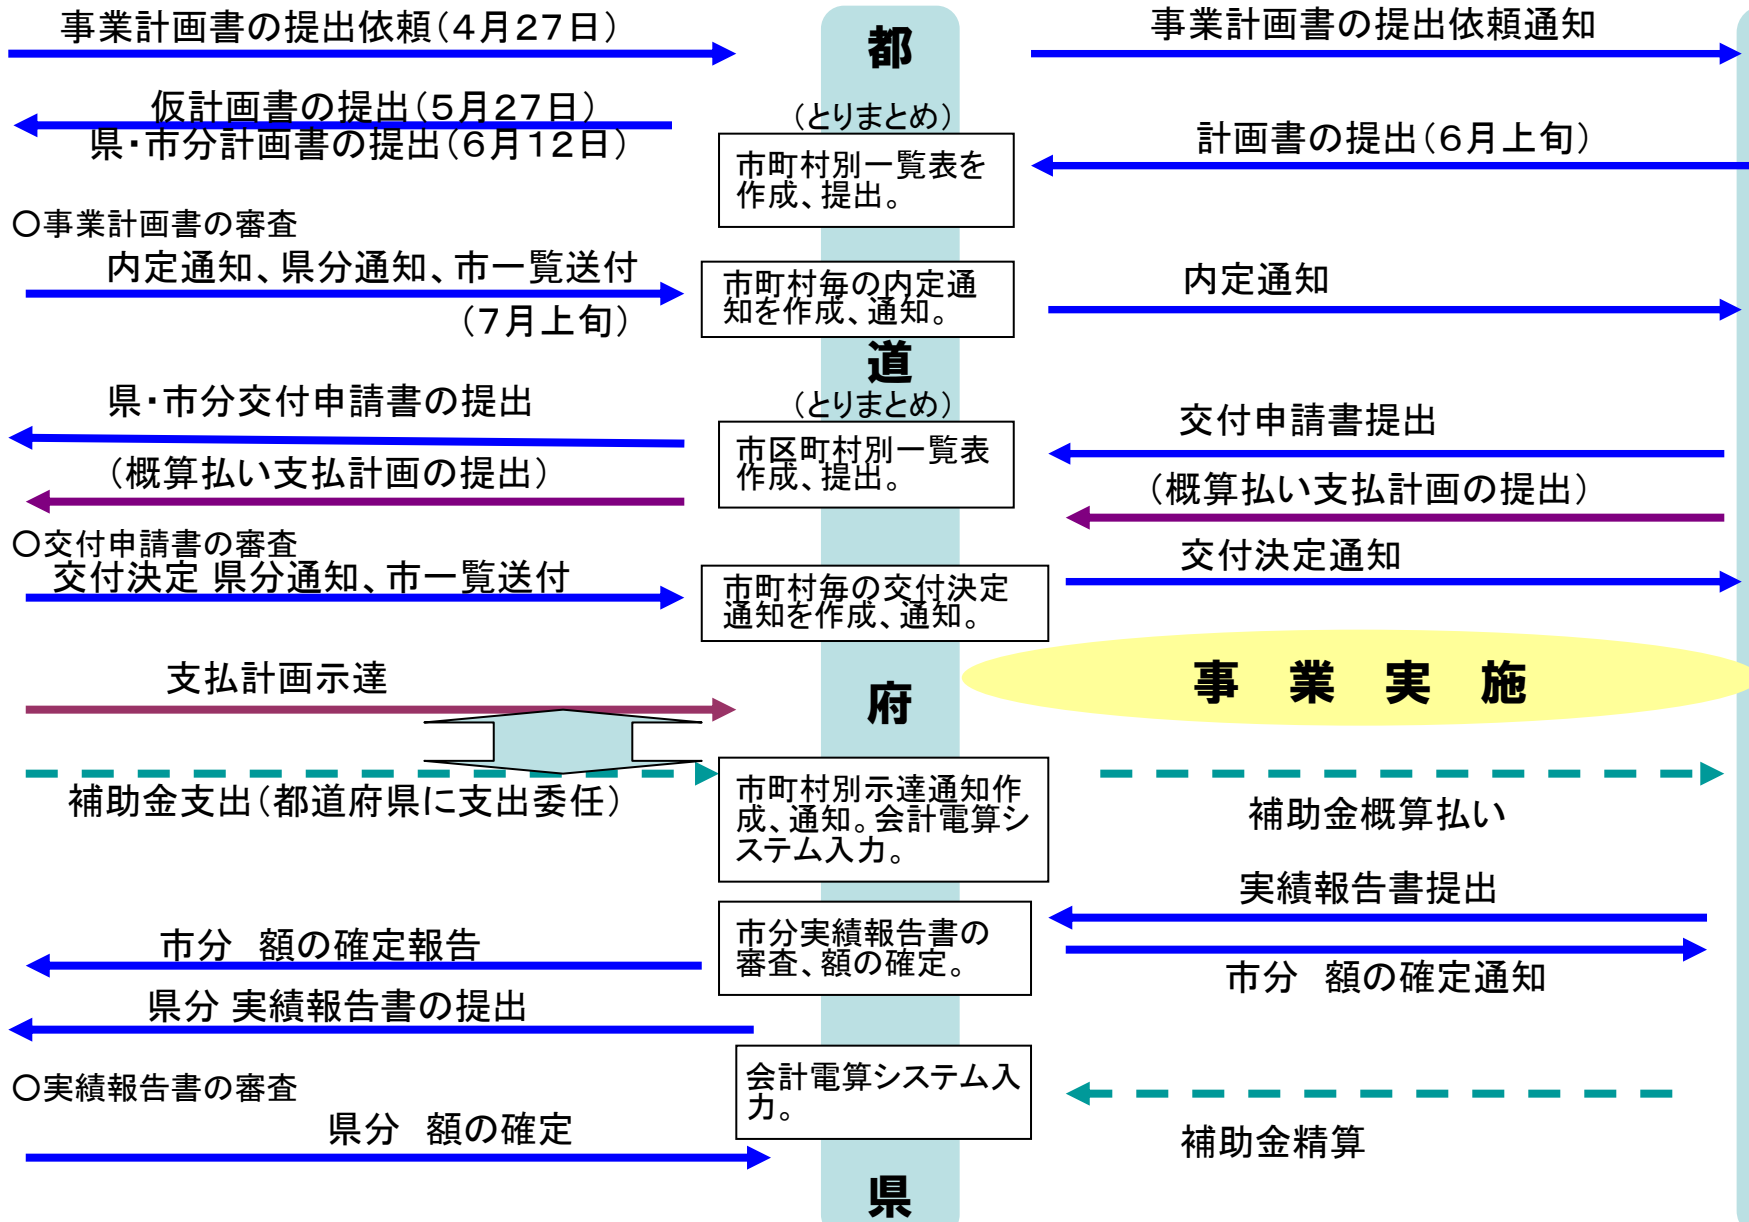 事業計画書の提出依頼(4月27日)
都
事業計画書の提出依頼通知
仮計画書の提出(5月27日)
県・市分計画書の提出(6月12日)
(とりまとめ)
市町村別一覧表を
作成、提出。
計画書の提出(6月上旬)
○事業計画書の審査
内定通知、県分通知、市一覧送付
(7月上旬)
市町村毎の内定通
知を作成、通知。
内定通知
道
県・市分交付申請書の提出
(とりまとめ)
市区町村別一覧表
作成、提出。
交付申請書提出
(概算払い支払計画の提出)
(概算払い支払計画の提出)
○交付申請書の審査
交付決定 県分通知、市一覧送付
市町村毎の交付決定
通知を作成、通知。
交付決定通知
支払計画示達
府
事 業 実 施
補助金支出(都道府県に支出委任)
市町村別示達通知作
成、通知。会計電算シ
ステム入力。
補助金概算払い
実績報告書提出
市分 額の確定報告
市分実績報告書の
審査、額の確定。
市分 額の確定通知
県分 実績報告書の提出
○実績報告書の審査
会計電算システム入
力。
県分 額の確定
補助金精算
県